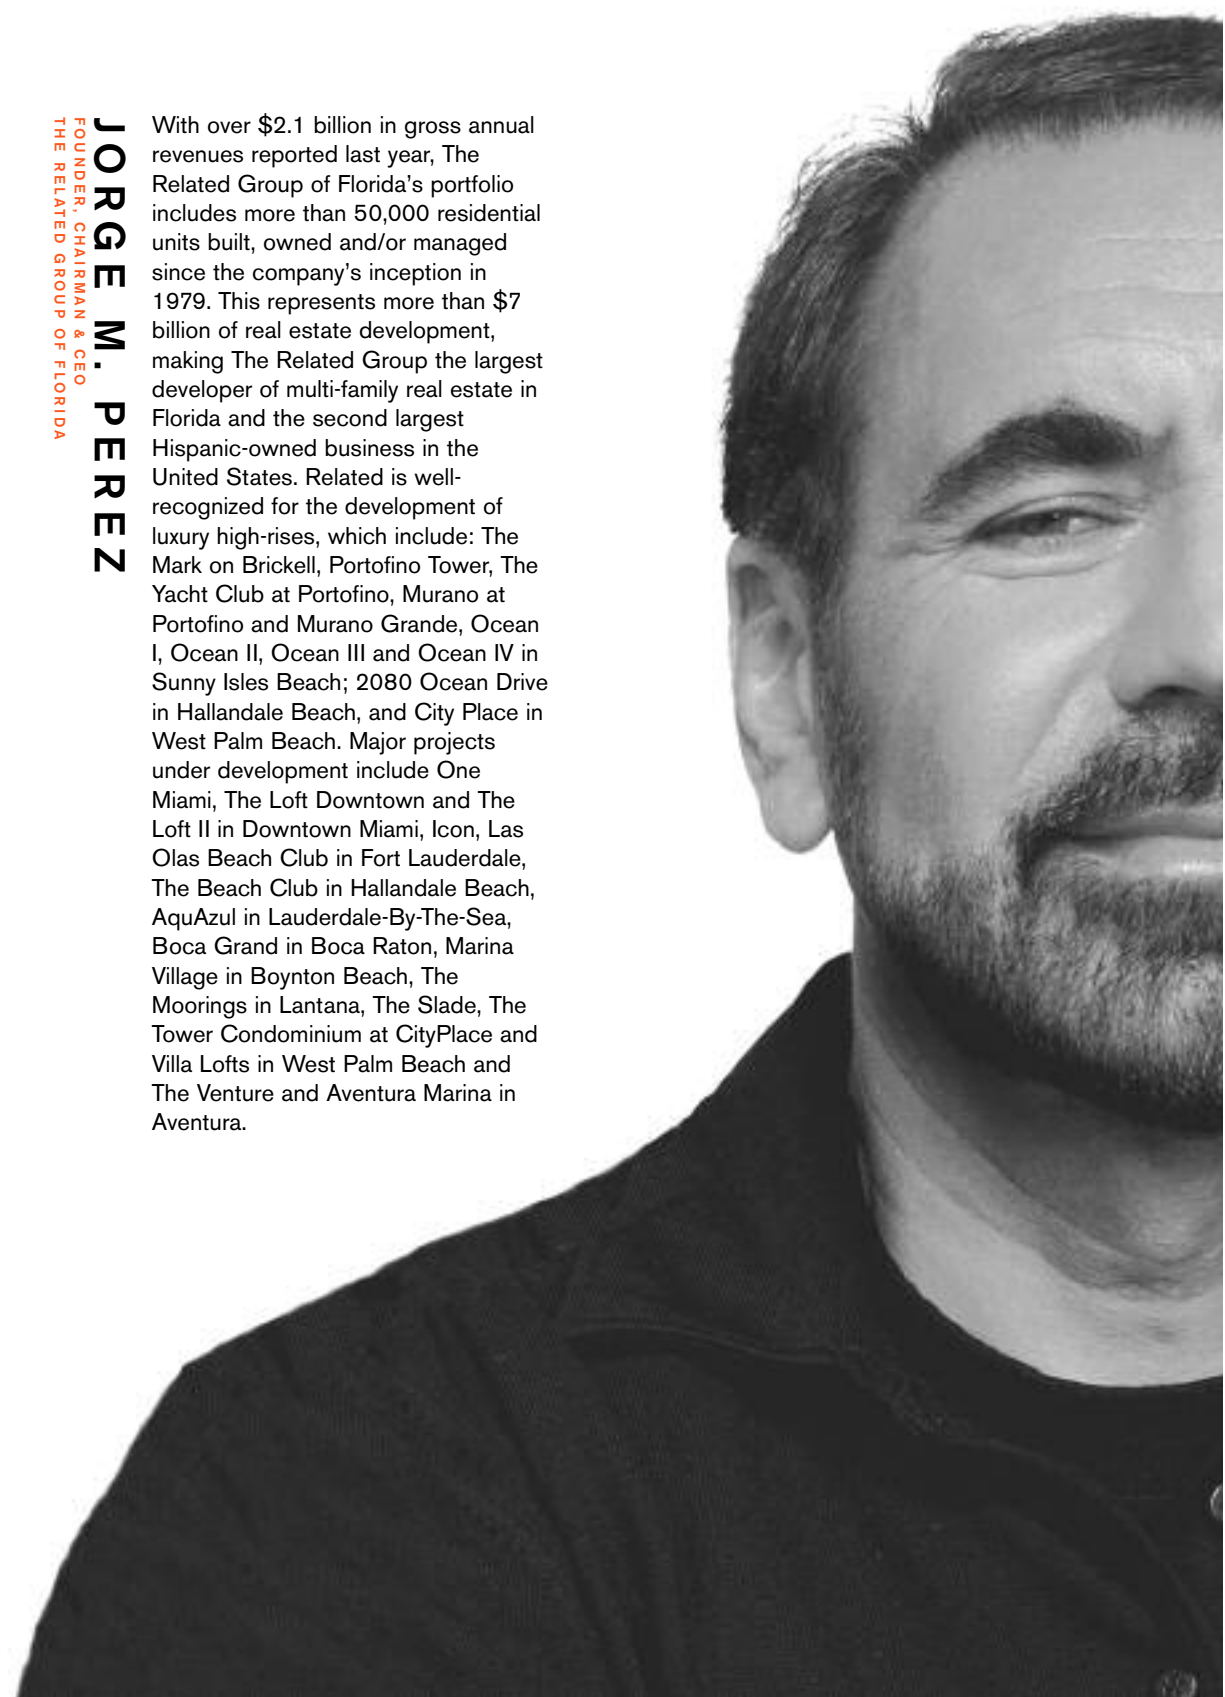 JORGE M. PEREZ
FOUNDER, CHAIRMAN & CEO
THE RELATED GROUP OF FLORIDA
With over $2.1 billion in gross annual
revenues reported last year, The
Related Group of Florida's portfolio
includes more than 50,000 residential
units built, owned and/or managed
since the company's inception in
1979. This represents more than $7
billion of real estate development,
making The Related Group the largest
developer of multi-family real estate in
Florida and the second largest
Hispanic-owned business in the
United States. Related is well-
recognized for the development of
luxury high-rises, which include: The
Mark on Brickell, Portofino Tower, The
Yacht Club at Portofino, Murano at
Portofino and Murano Grande, Ocean
I, Ocean II, Ocean III and Ocean IV in
Sunny Isles Beach; 2080 Ocean Drive
in Hallandale Beach, and City Place in
West Palm Beach. Major projects
under development include One
Miami, The Loft Downtown and The
Loft II in Downtown Miami, Icon, Las
Olas Beach Club in Fort Lauderdale,
The Beach Club in Hallandale Beach,
AquAzul in Lauderdale-By-The-Sea,
Boca Grand in Boca Raton, Marina
Village in Boynton Beach, The
Moorings in Lantana, The Slade, The
Tower Condominium at CityPlace and
Villa Lofts in West Palm Beach and
The Venture and Aventura Marina in
Aventura.